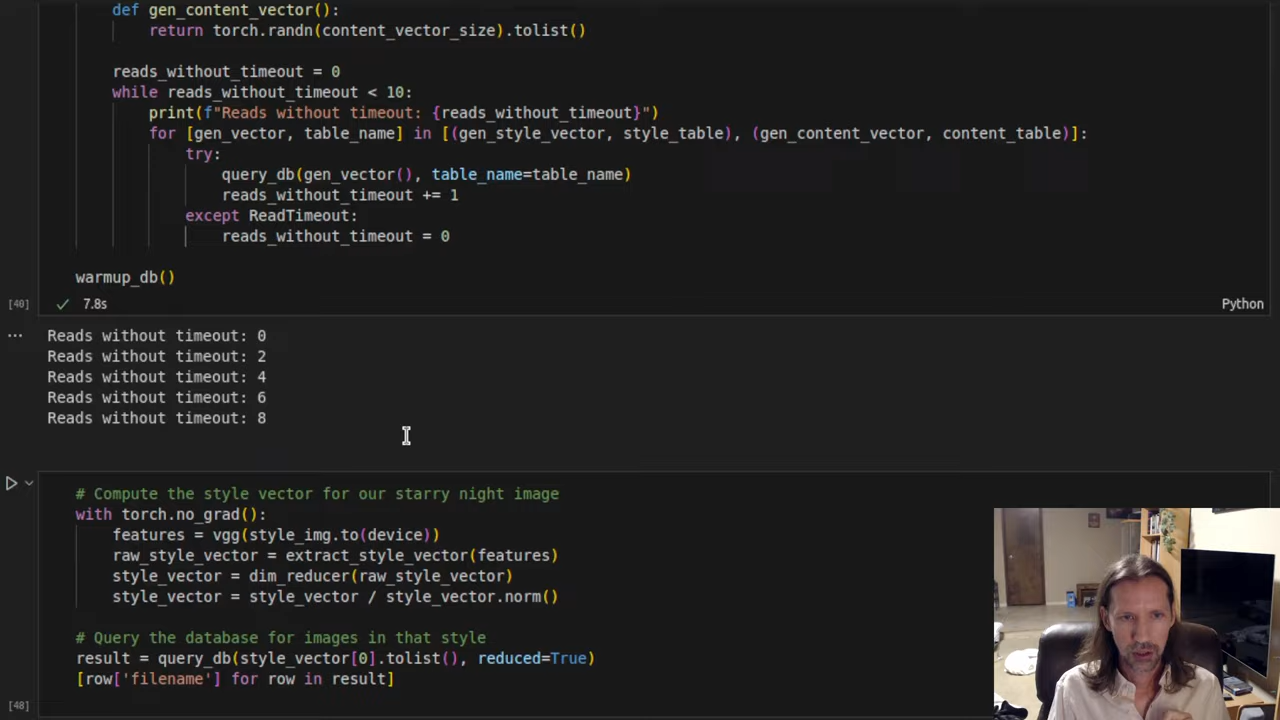 def gen_content_vector():
return torch.randn(content_vector_size).tolist()
reads_without_timeout = 0
while reads_without_timeout < 10:
print(f"Reads without timeout: {reads_without_timeout}")
for [gen_vector, table_name] in [(gen_style_vector, style_table), (gen_content_vector, content_table)]:
try:
query_db(gen_vector(), table_name=table_name)
reads_without_timeout += 1
except ReadTimeout:
reads_without_timeout = 0
warmup_db()
[40] 7.8s Python
Reads without timeout: 0
Reads without timeout: 2
Reads without timeout: 4
Reads without timeout: 6
Reads without timeout: 8
# Compute the style vector for our starry night image
with torch.no_grad():
features = vgg(style_img.to(device))
raw_style_vector = extract_style_vector(features)
style_vector = dim_reducer(raw_style_vector)
style_vector = style_vector / style_vector.norm()
# Query the database for images in that style
result = query_db(style_vector[0].tolist(), reduced=True)
[row['filename'] for row in result]
[48]